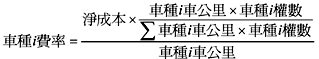 車種i費率 = 淨成本 × 車種i車公里 × 車種i權數 / ∑ 車種i車公里 × 車種i權數 / 車種i車公里